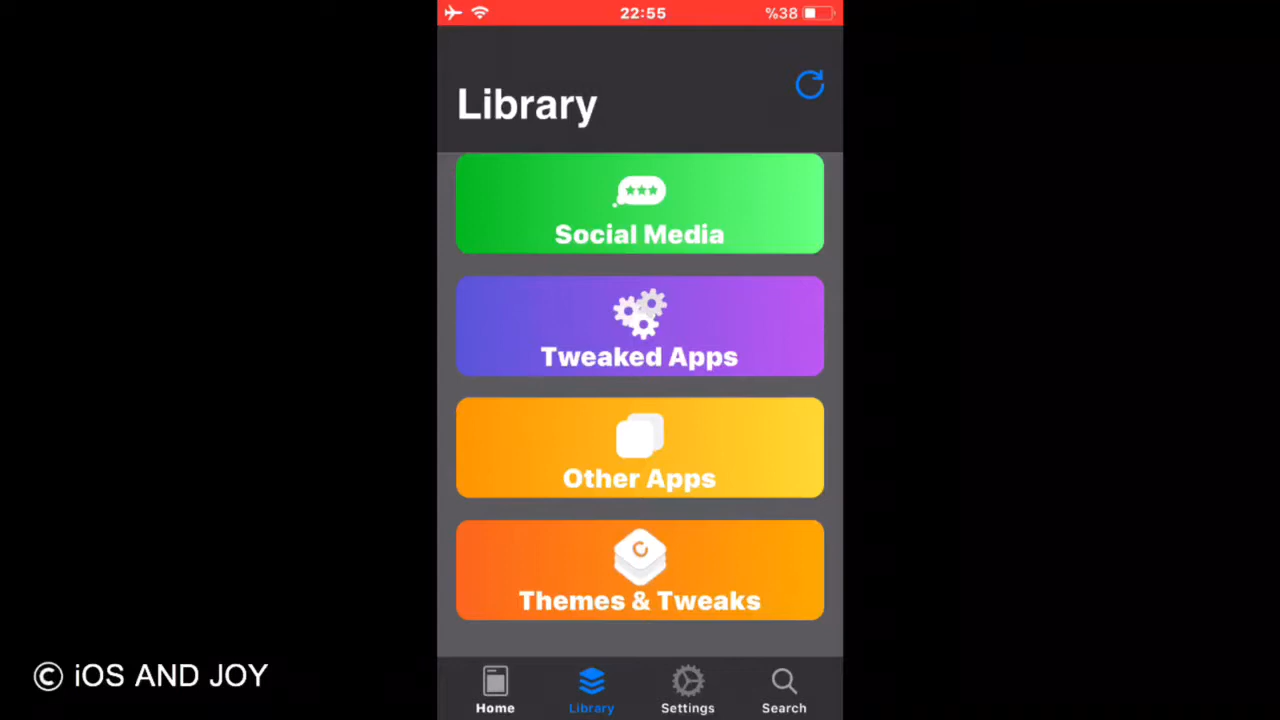 22:55
%38
Library
Social Media
Tweaked Apps
Other Apps
Themes & Tweaks
Home
Library
Settings
Search
© iOS AND JOY